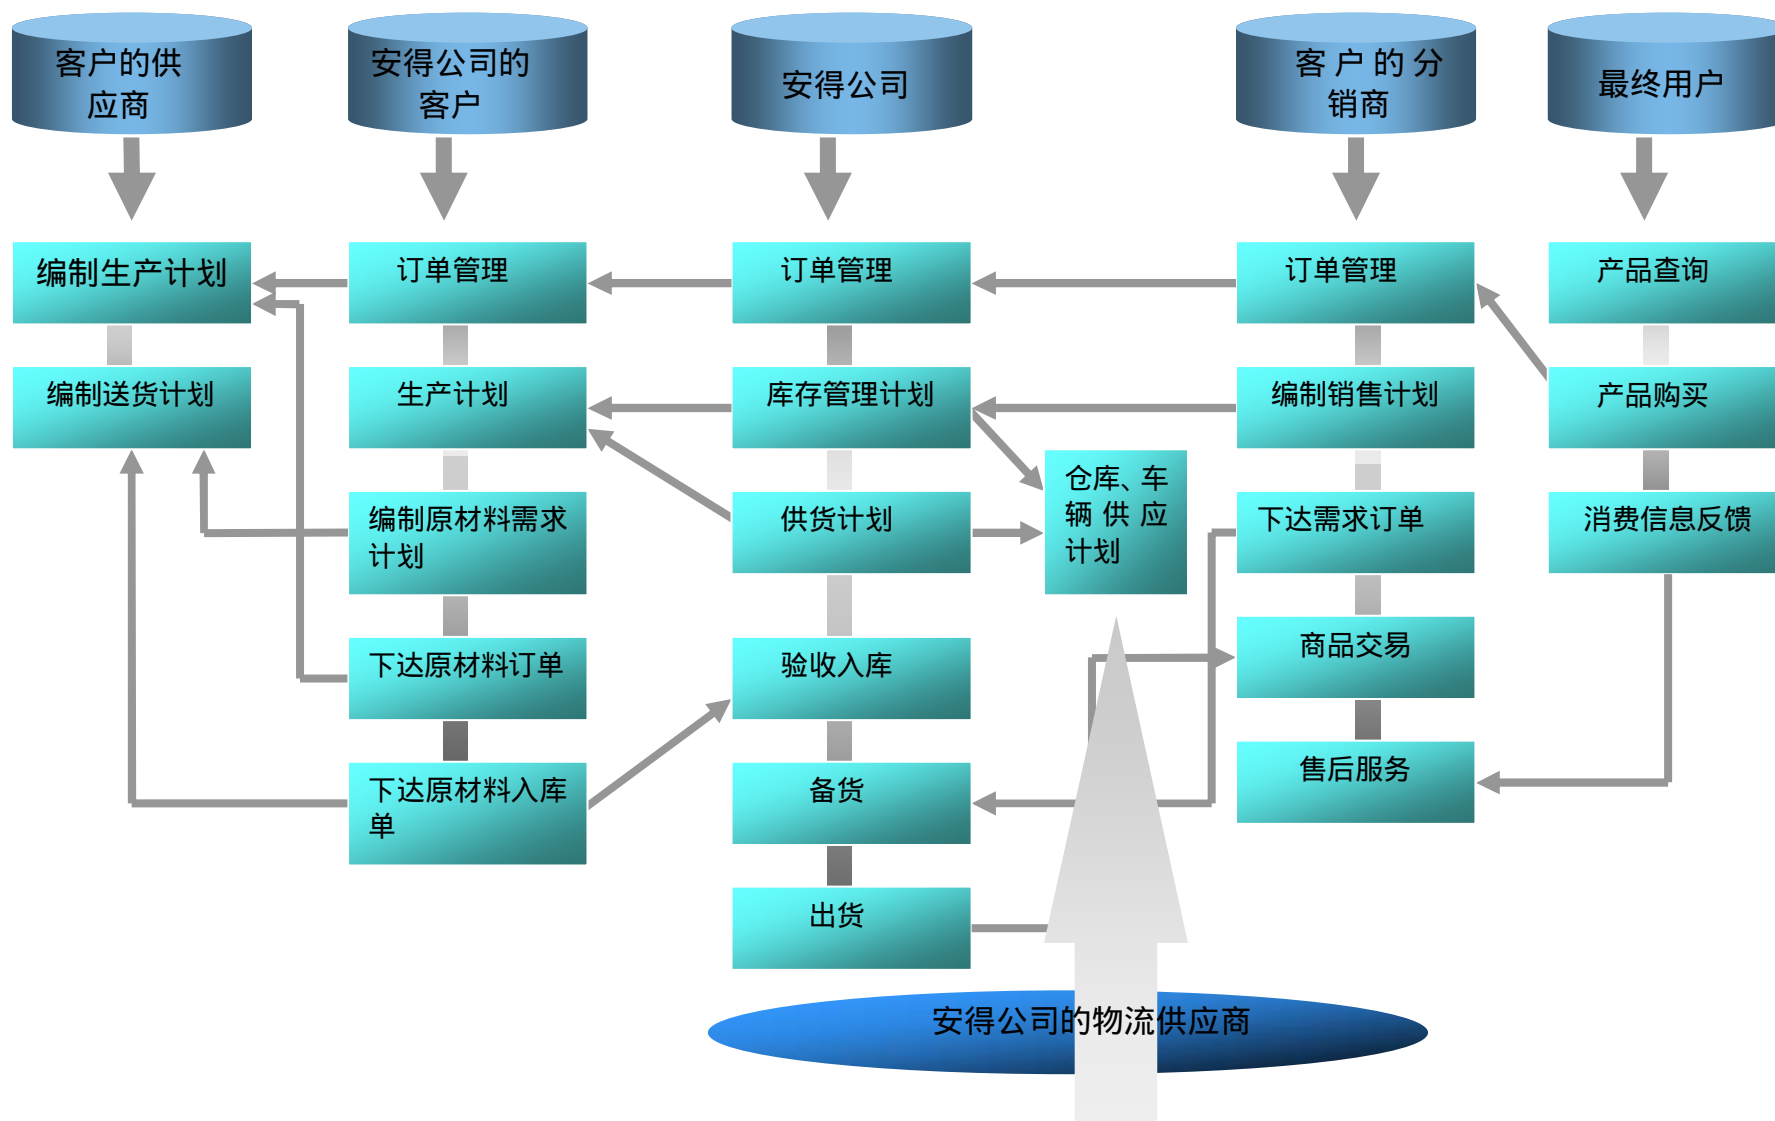 客户的供
应商
安得公司的
客户
安得公司
客户的分
销商
最终用户
编制生产计划
订单管理
订单管理
订单管理
产品查询
编制送货计划
生产计划
库存管理计划
编制销售计划
产品购买
编制原材料需求
计划
供货计划
仓库、车
辆供应
计划
下达需求订单
消费信息反馈
下达原材料订单
验收入库
商品交易
下达原材料入库
单
备货
售后服务
出货
安得公司的物流供应商